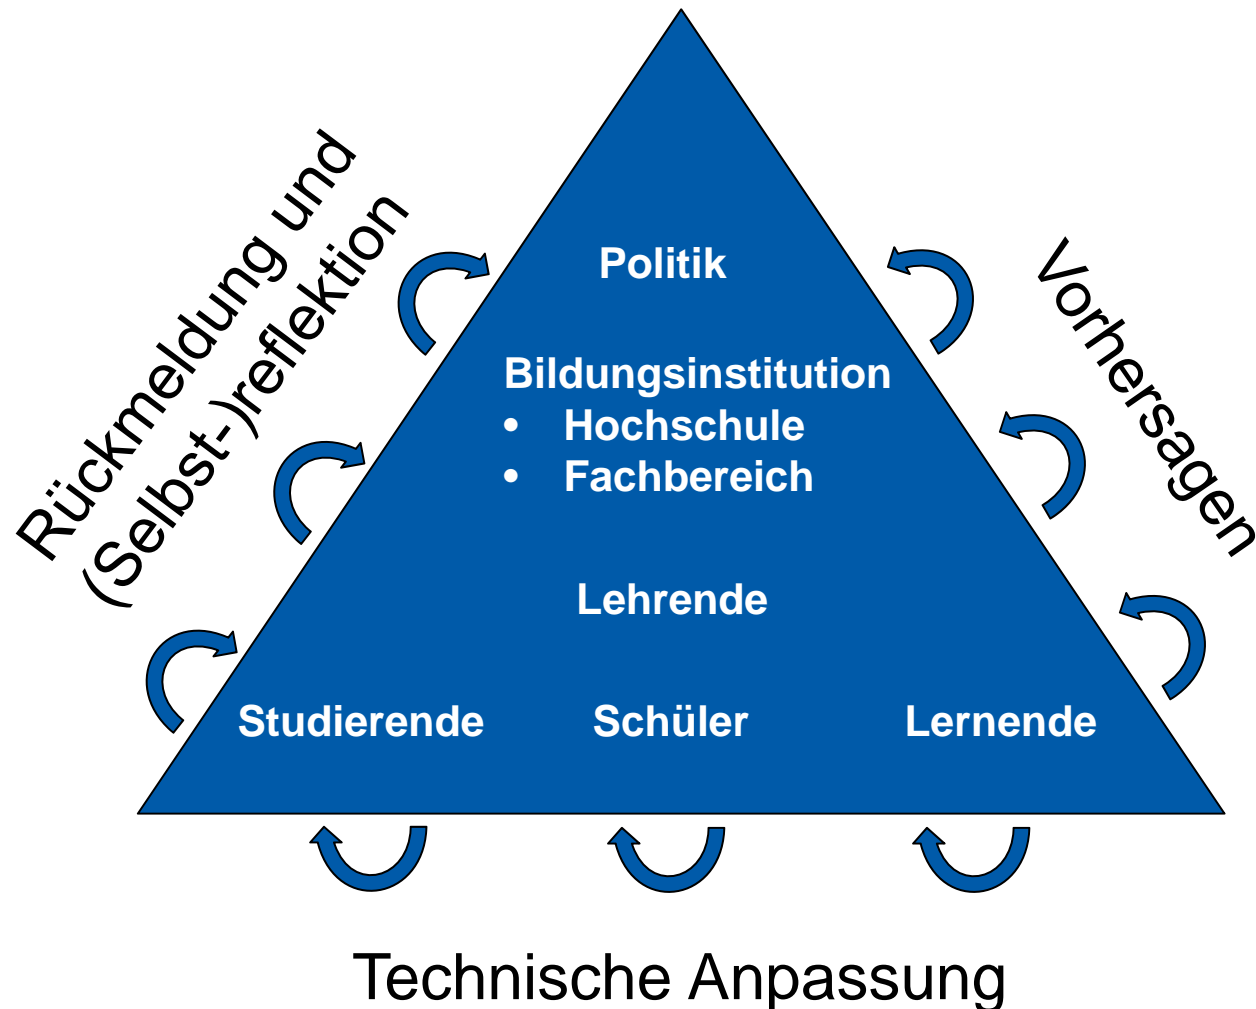 Rückmeldung und
(Selbst-)reflektion
Politik
Vorhersagen
Bildungsinstitution
• Hochschule
• Fachbereich
Lehrende
Studierende Schüler Lernende
Technische Anpassung